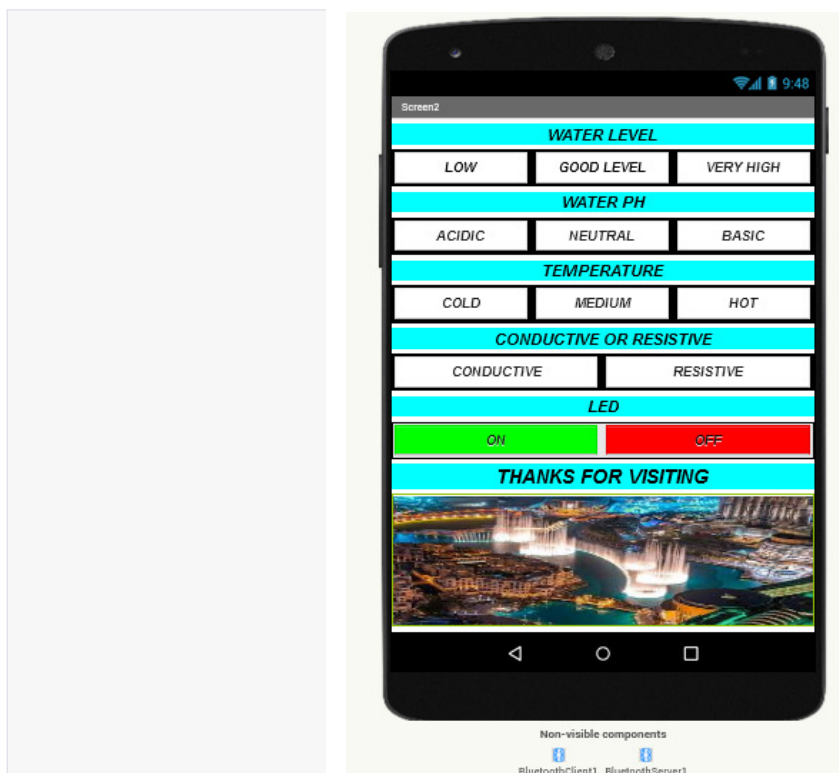 9:48
Screen2
WATER LEVEL
LOW GOOD LEVEL VERY HIGH
WATER PH
ACIDIC NEUTRAL BASIC
TEMPERATURE
COLD MEDIUM HOT
CONDUCTIVE OR RESISTIVE
CONDUCTIVE RESISTIVE
LED
ON OFF
THANKS FOR VISITING
Non-visible components
BluetoothClient1 BluetoothServer1